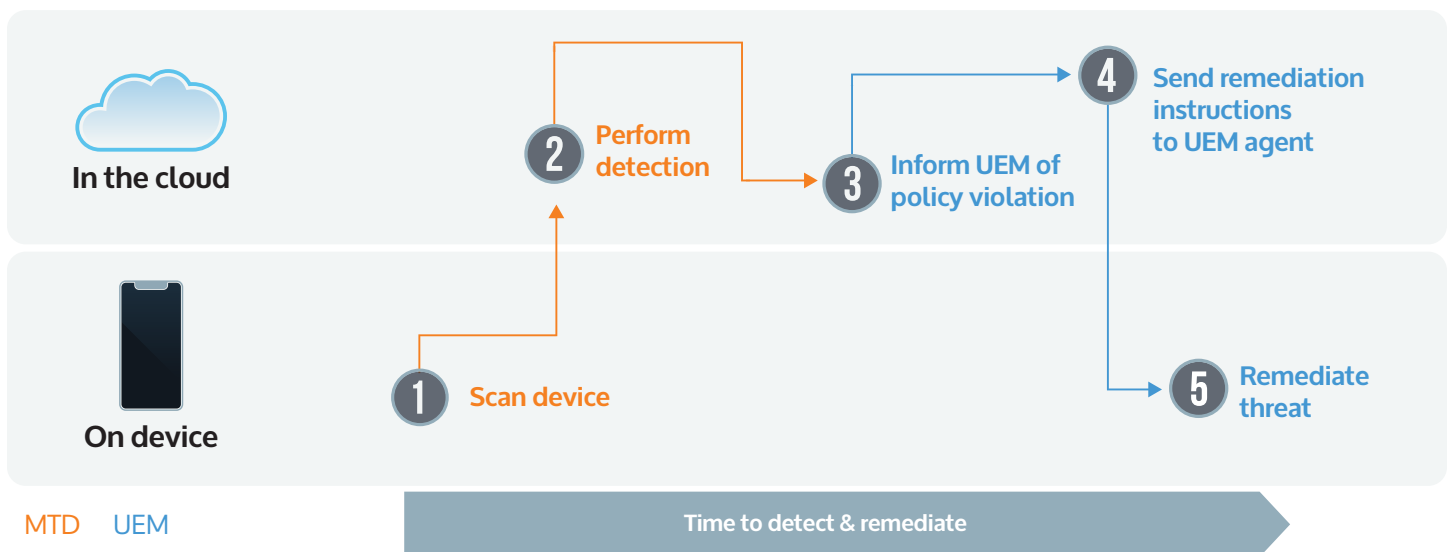 In the cloud
2
Perform
detection
3
Inform UEM of
policy violation
4
Send remediation
instructions
to UEM agent
On device
1
Scan device
5
Remediate
threat
MTD UEM
Time to detect & remediate